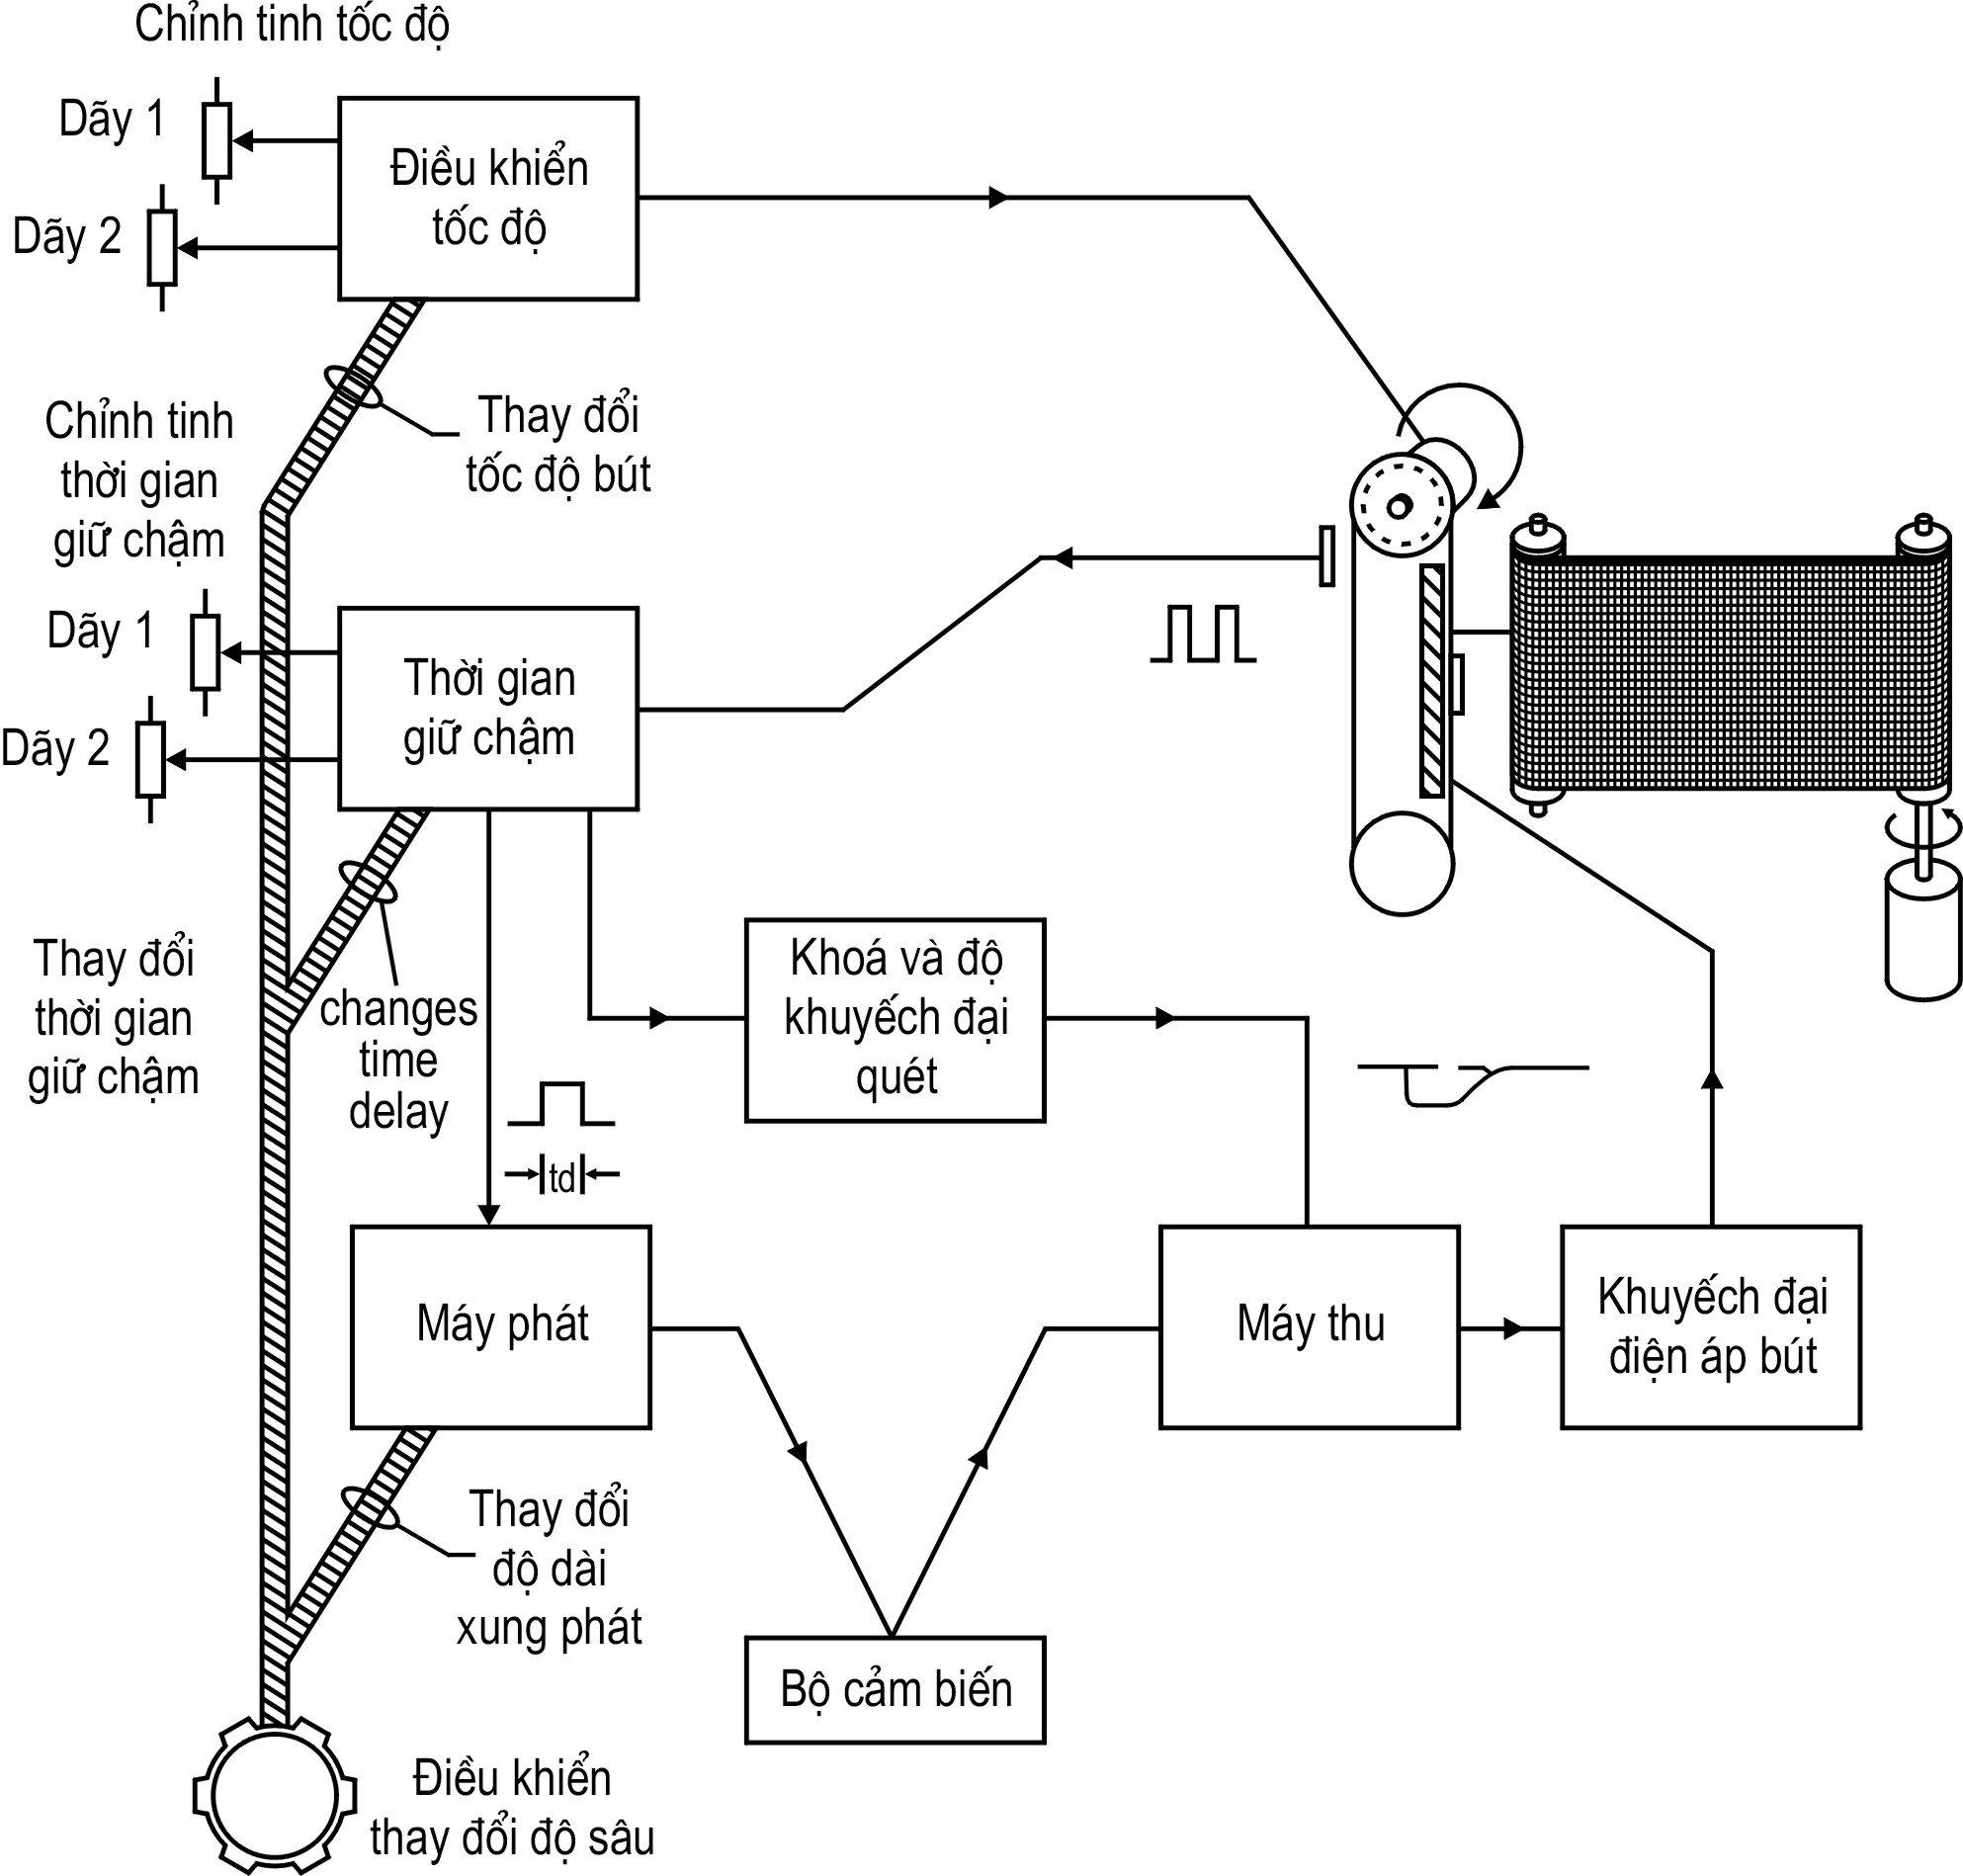 Chỉnh tinh tốc độ
Dãy 1
Dãy 2
Điều khiển
tốc độ
Thay đổi
tốc độ bút
Chỉnh tinh
thời gian
giữ chậm
Dãy 1
Dãy 2
Thời gian
giữ chậm
Thay đổi
thời gian
giữ chậm
changes
time
delay
td
Khoá và độ
khuyếch đại
quét
Máy phát
Máy thu
Khuyếch đại
điện áp bút
Thay đổi
độ dài
xung phát
Bộ cảm biến
Điều khiển
thay đổi độ sâu